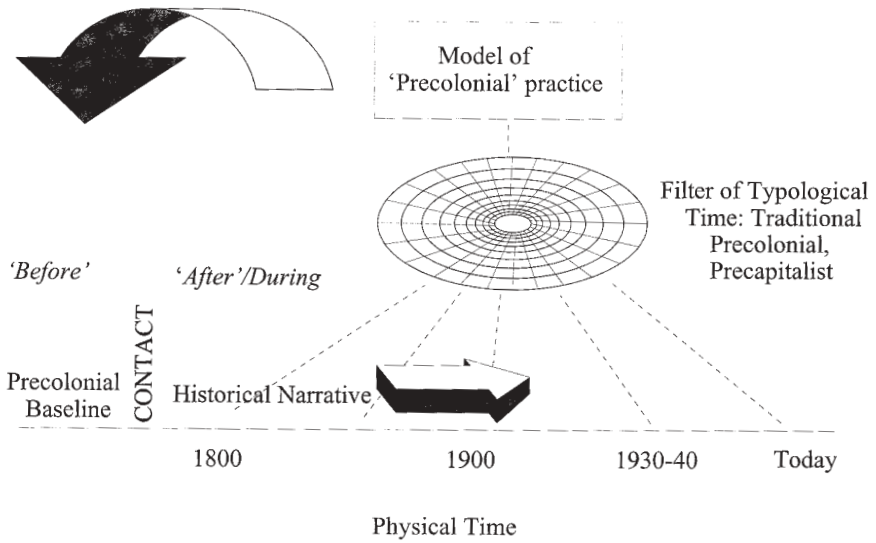 Model of
‘Precolonial’ practice
Filter of Typological
Time: Traditional
Precolonial,
Precapitalist
‘Before’
‘After’/During
CONTACT
Precolonial
Baseline
Historical Narrative
1800
1900
1930-40
Today
Physical Time